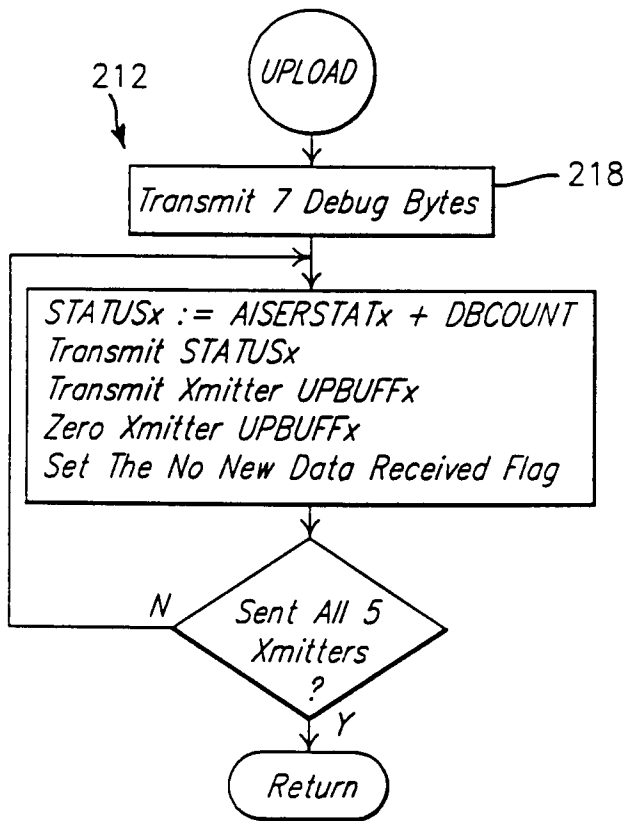 UPLOAD
212
218
Transmit 7 Debug Bytes
STATUSx := AISERSTATx + DBCOUNT
Transmit STATUSx
Transmit Xmitter UPBUFFx
Zero Xmitter UPBUFFx
Set The No New Data Received Flag
N
Sent All 5
Xmitters
?
Y
Return